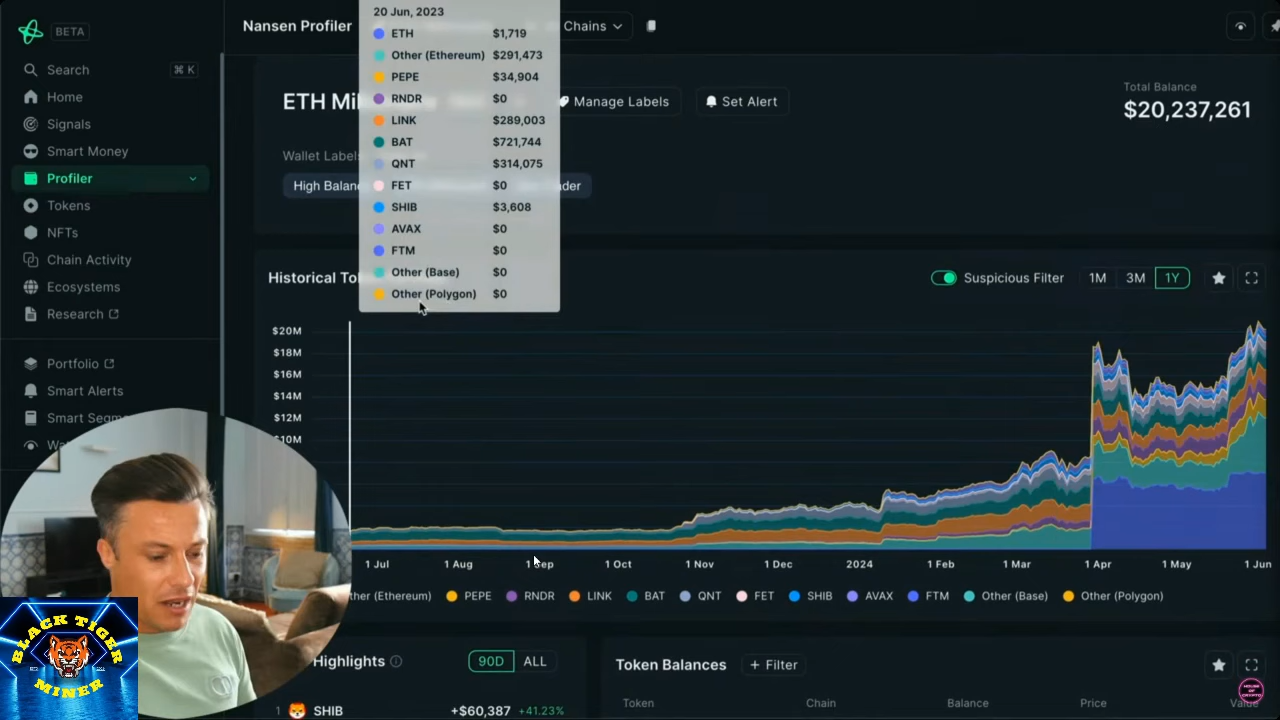 BETA
Search
⌘ K
Home
Signals
Smart Money
Profiler
Tokens
NFTs
Chain Activity
Ecosystems
Research
Portfolio
Smart Alerts
Smart
Nansen Profiler
Chains
20 Jun, 2023
ETH $1,719
Other (Ethereum) $291,473
PEPE $34,904
RNDR $0
LINK $289,003
BAT $721,744
QNT $314,075
FET $0
SHIB $3,608
AVAX $0
FTM $0
Other (Base) $0
Other (Polygon) $0
ETH
Manage Labels
Set Alert
Total Balance
$20,237,261
Wallet
High
Historical
Suspicious Filter
1M 3M 1Y
$20M
$18M
$16M
$14M
$12M
$10M
1 Jul 1 Aug 1 Sep 1 Oct 1 Nov 1 Dec 2024 1 Feb 1 Mar 1 Apr 1 May 1 Jun
(Ethereum) PEPE RNDR LINK BAT QNT FET SHIB AVAX FTM Other (Base) Other (Polygon)
Highlights
90D ALL
1 SHIB +$60,387 +41.23%
Token Balances
+ Filter
Token Chain Balance Price
BLACK TIGER
MINER
HOUSE OF CRYPTO